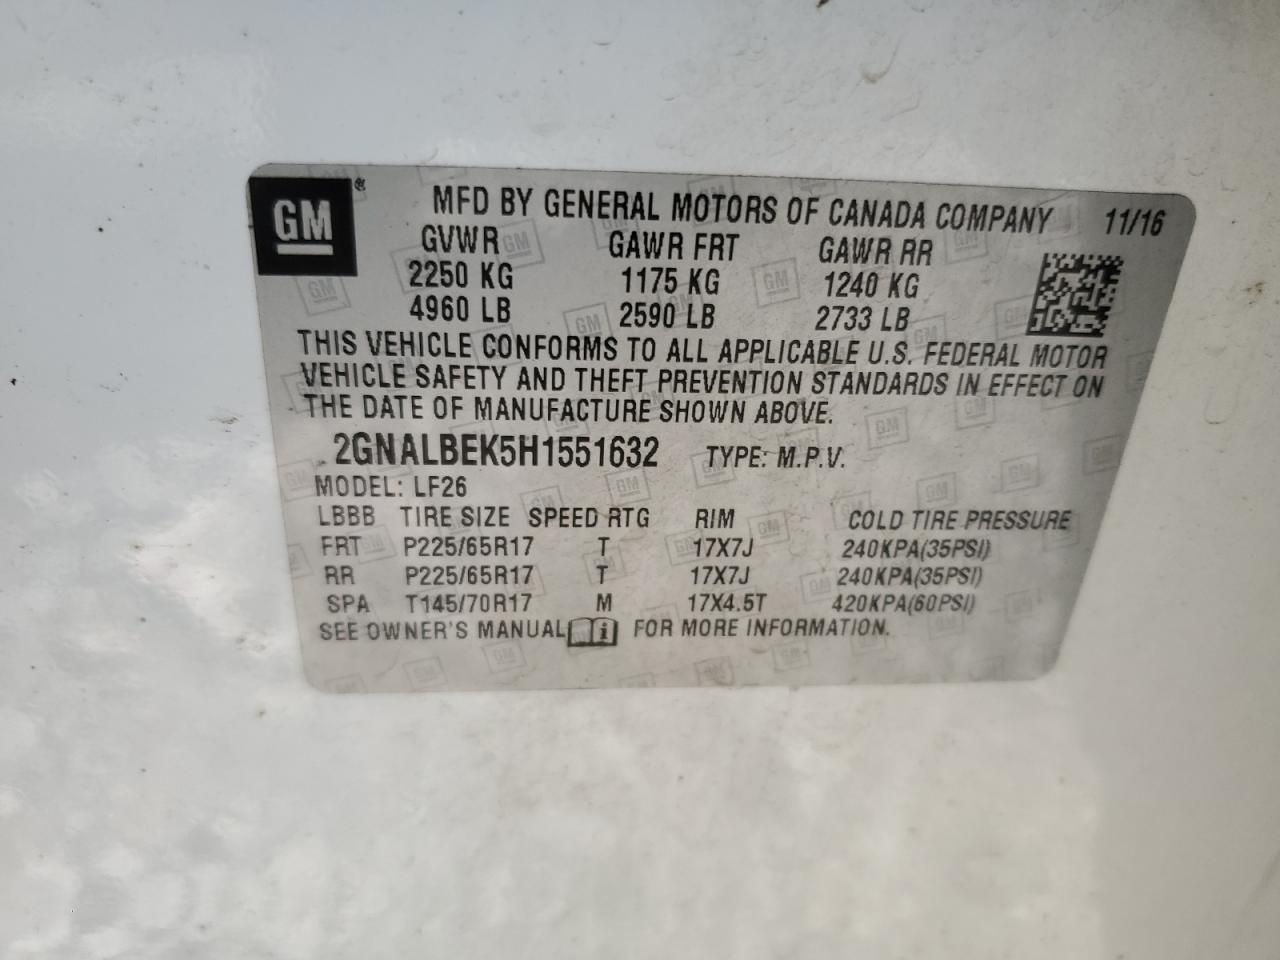 GM ® MFD BY GENERAL MOTORS OF CANADA COMPANY 11/16
GVWR GAWR FRT GAWR RR
2250 KG 1175 KG 1240 KG
4960 LB 2590 LB 2733 LB
THIS VEHICLE CONFORMS TO ALL APPLICABLE U.S. FEDERAL MOTOR
VEHICLE SAFETY AND THEFT PREVENTION STANDARDS IN EFFECT ON
THE DATE OF MANUFACTURE SHOWN ABOVE.
2GNALBEK5H1551632 TYPE: M.P.V.
MODEL: LF26
LBBB TIRE SIZE SPEED RTG RIM COLD TIRE PRESSURE
FRT P225/65R17 T 17X7J 240KPA(35PSI)
RR P225/65R17 T 17X7J 240KPA(35PSI)
SPA T145/70R17 M 17X4.5T 420KPA(60PSI)
SEE OWNER'S MANUAL i FOR MORE INFORMATION.